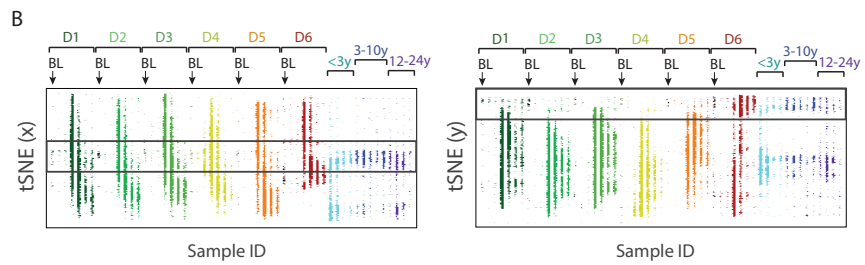 B
D1 D2 D3 D4 D5 D6 3-10y
<3y 12-24y
BL BL BL BL BL BL
tSNE (x)
Sample ID
D1 D2 D3 D4 D5 D6 3-10y
<3y 12-24y
BL BL BL BL BL BL
tSNE (y)
Sample ID